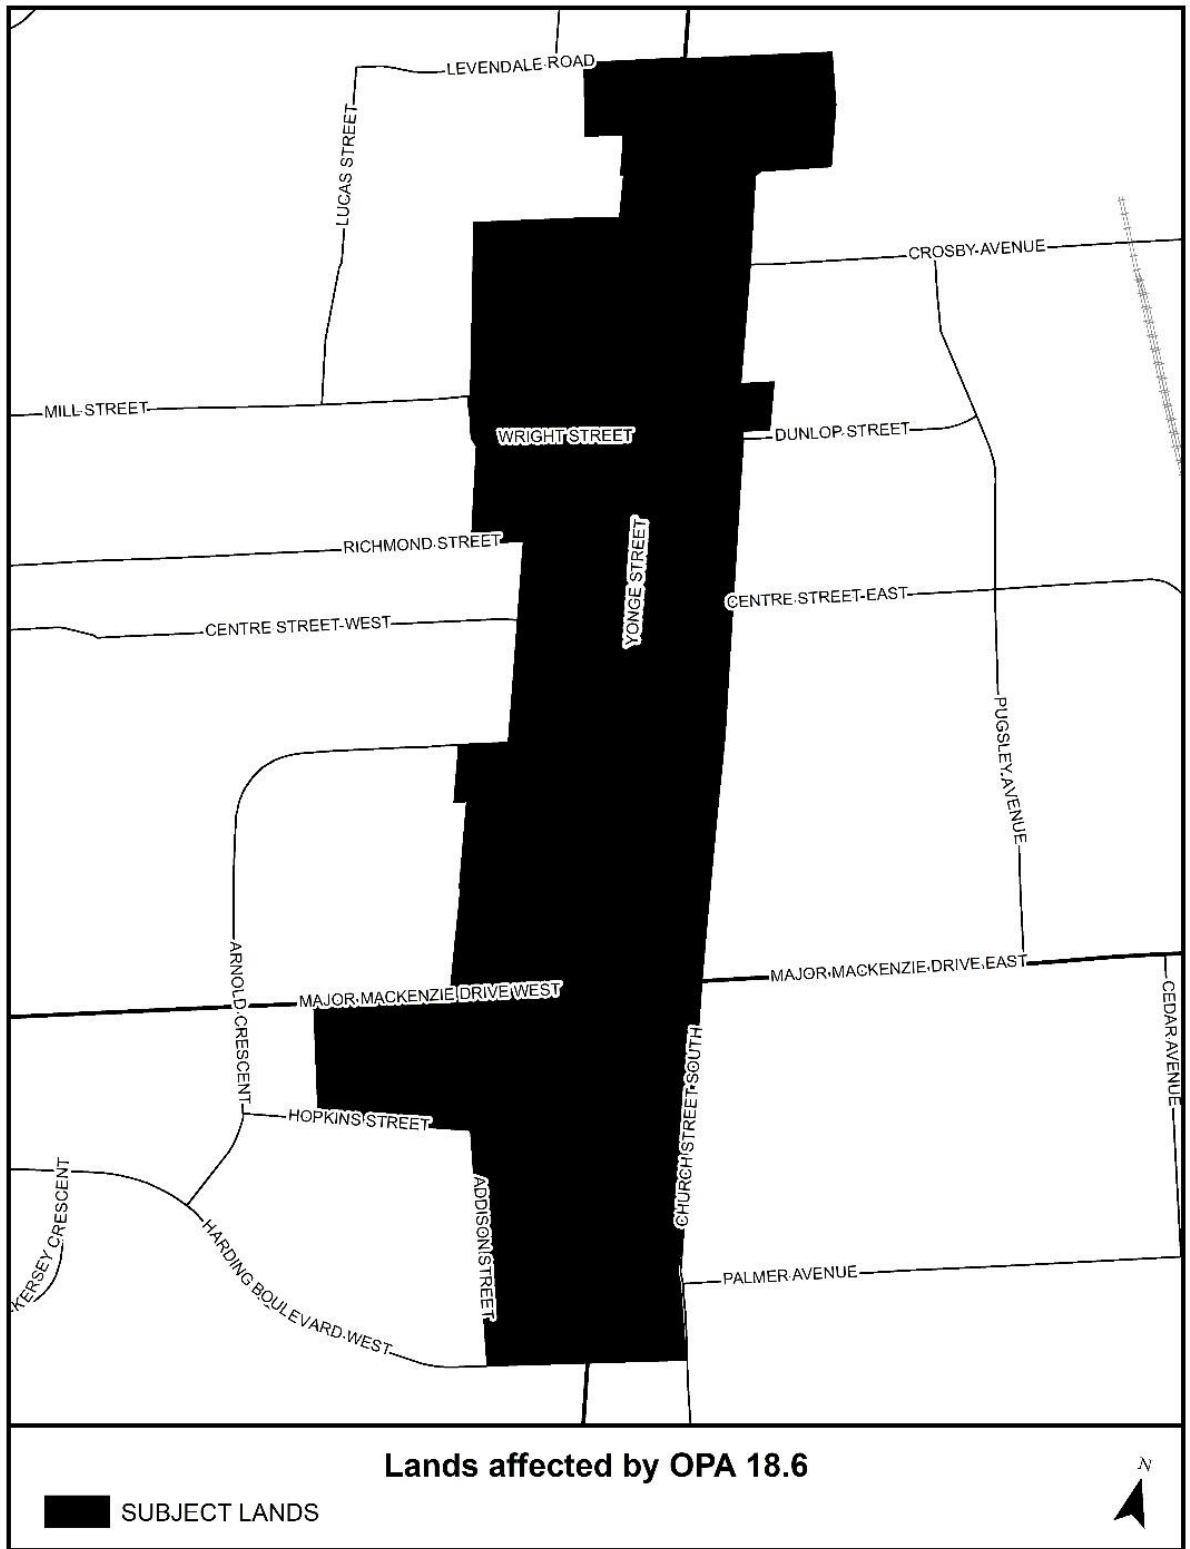 LEVENDALE ROAD
LUCAS STREET
CROSBY AVENUE
MILL STREET
WRIGHT STREET
DUNLOP STREET
YONGE STREET
RICHMOND STREET
CENTRE STREET EAST
CENTRE STREET WEST
PUGSLEY AVENUE
ARNOLD CRESCENT
MAJOR MACKENZIE DRIVE EAST
MAJOR MACKENZIE DRIVE WEST
CEDAR AVENUE
CHURCH STREET SOUTH
HOPKINS STREET
KERSEY CRESCENT
ADDISON STREET
HARDING BOULEVARD WEST
PALMER AVENUE
Lands affected by OPA 18.6
N
SUBJECT LANDS